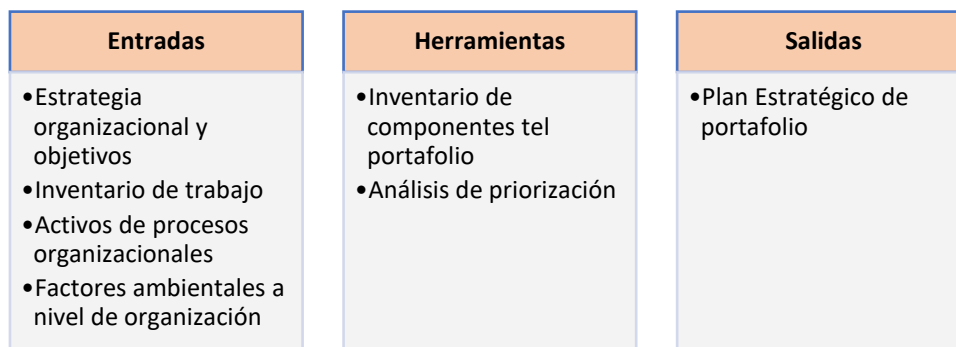 Entradas
•Estrategia
organizacional y
objetivos
•Inventario de trabajo
•Activos de procesos
organizacionales
•Factores ambientales a
nivel de organización
Herramientas
•Inventario de
componentes tel
portafolio
•Análisis de priorización
Salidas
•Plan Estratégico de
portafolio